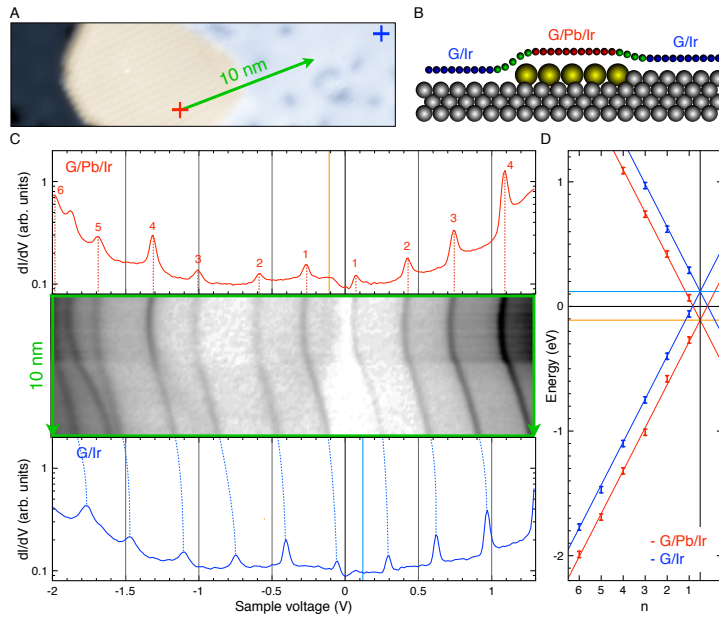 A
10 nm
B
G/Ir
G/Pb/Ir
G/Ir
C
G/Pb/Ir
dI/dV (arb. units)
1
0.1
6
5
4
3
2
1
1
2
3
4
10 nm
G/Ir
dI/dV (arb. units)
1
0.1
-2 -1.5 -1 -0.5 0 0.5 1
Sample voltage (V)
D
Energy (eV)
1
0
-1
-2
G/Pb/Ir
G/Ir
6 5 4 3 2 1
n